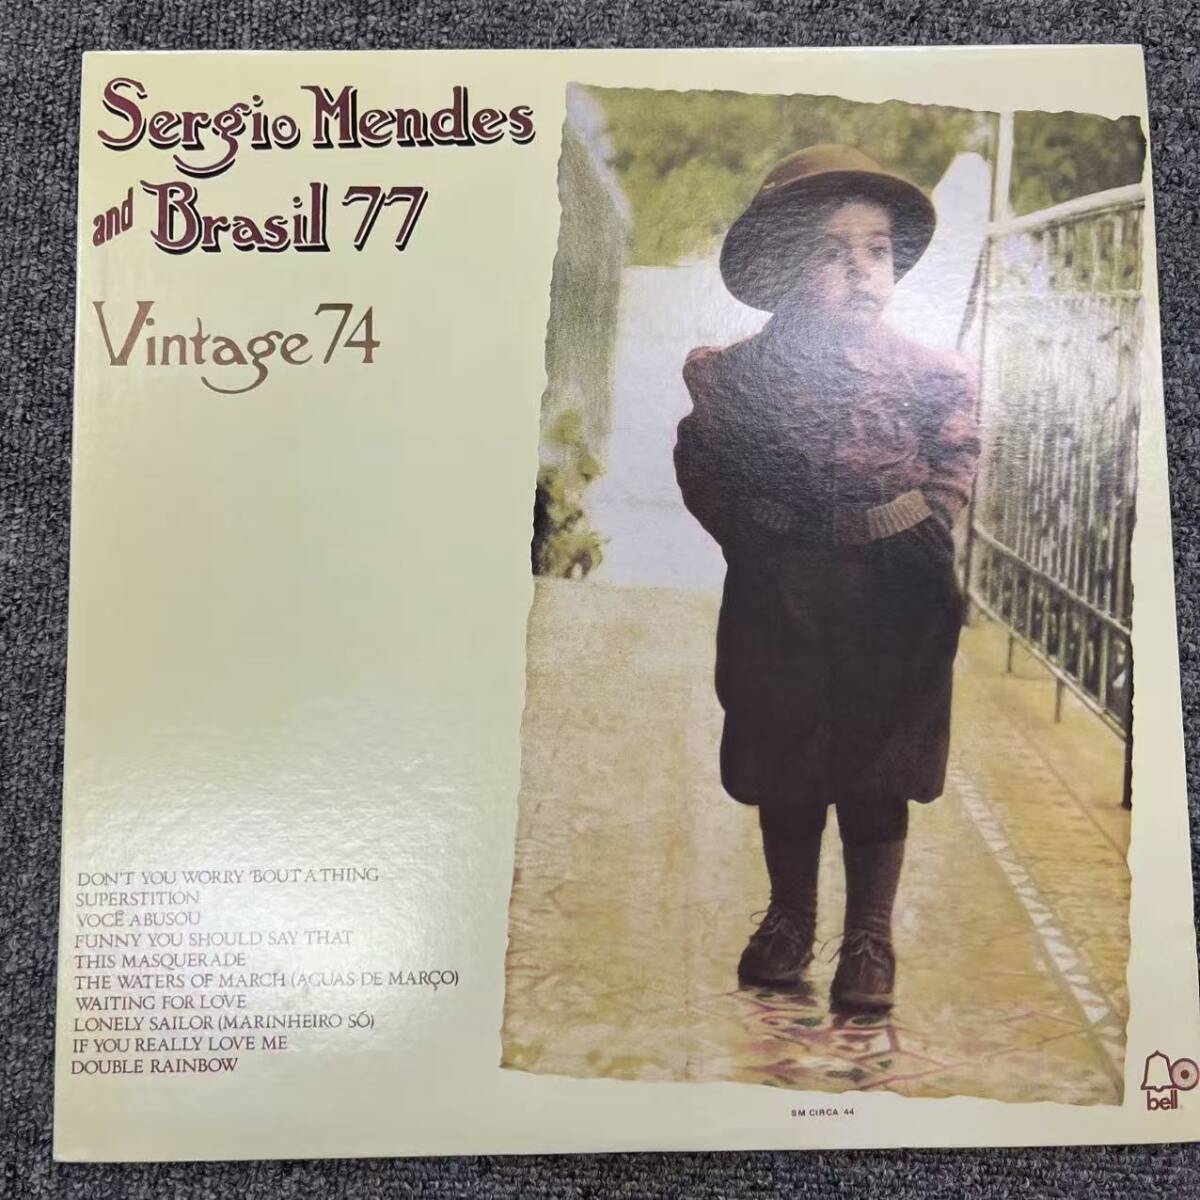 Sergio Mendes
and Brasil 77
Vintage 74
DON'T YOU WORRY 'BOUT A THING
SUPERSTITION
VOCÊ ABUSOU
FUNNY YOU SHOULD SAY THAT
THIS MASQUERADE
THE WATERS OF MARCH (AGUAS DE MARÇO)
WAITING FOR LOVE
LONELY SAILOR (MARINHEIRO SÓ)
IF YOU REALLY LOVE ME
DOUBLE RAINBOW
SM CIRCA '44
bell